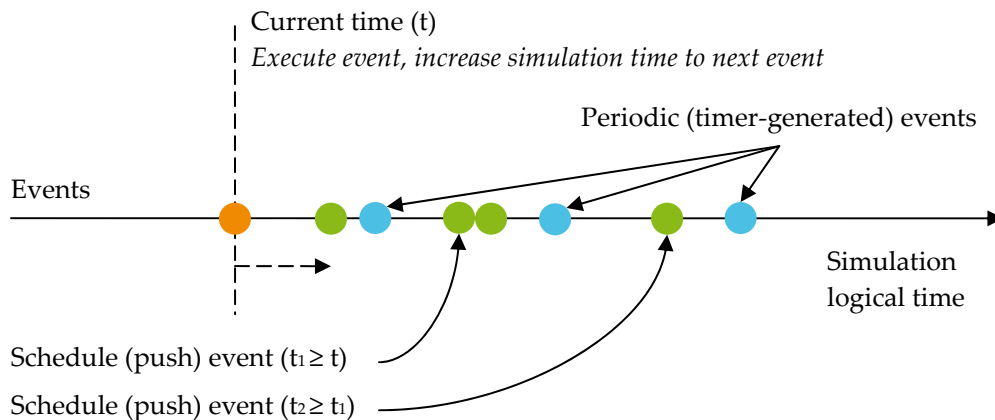 Current time (t)
Execute event, increase simulation time to next event
Periodic (timer-generated) events
Events
Simulation
logical time
Schedule (push) event (t₁ ≥ t)
Schedule (push) event (t₂ ≥ t₁)